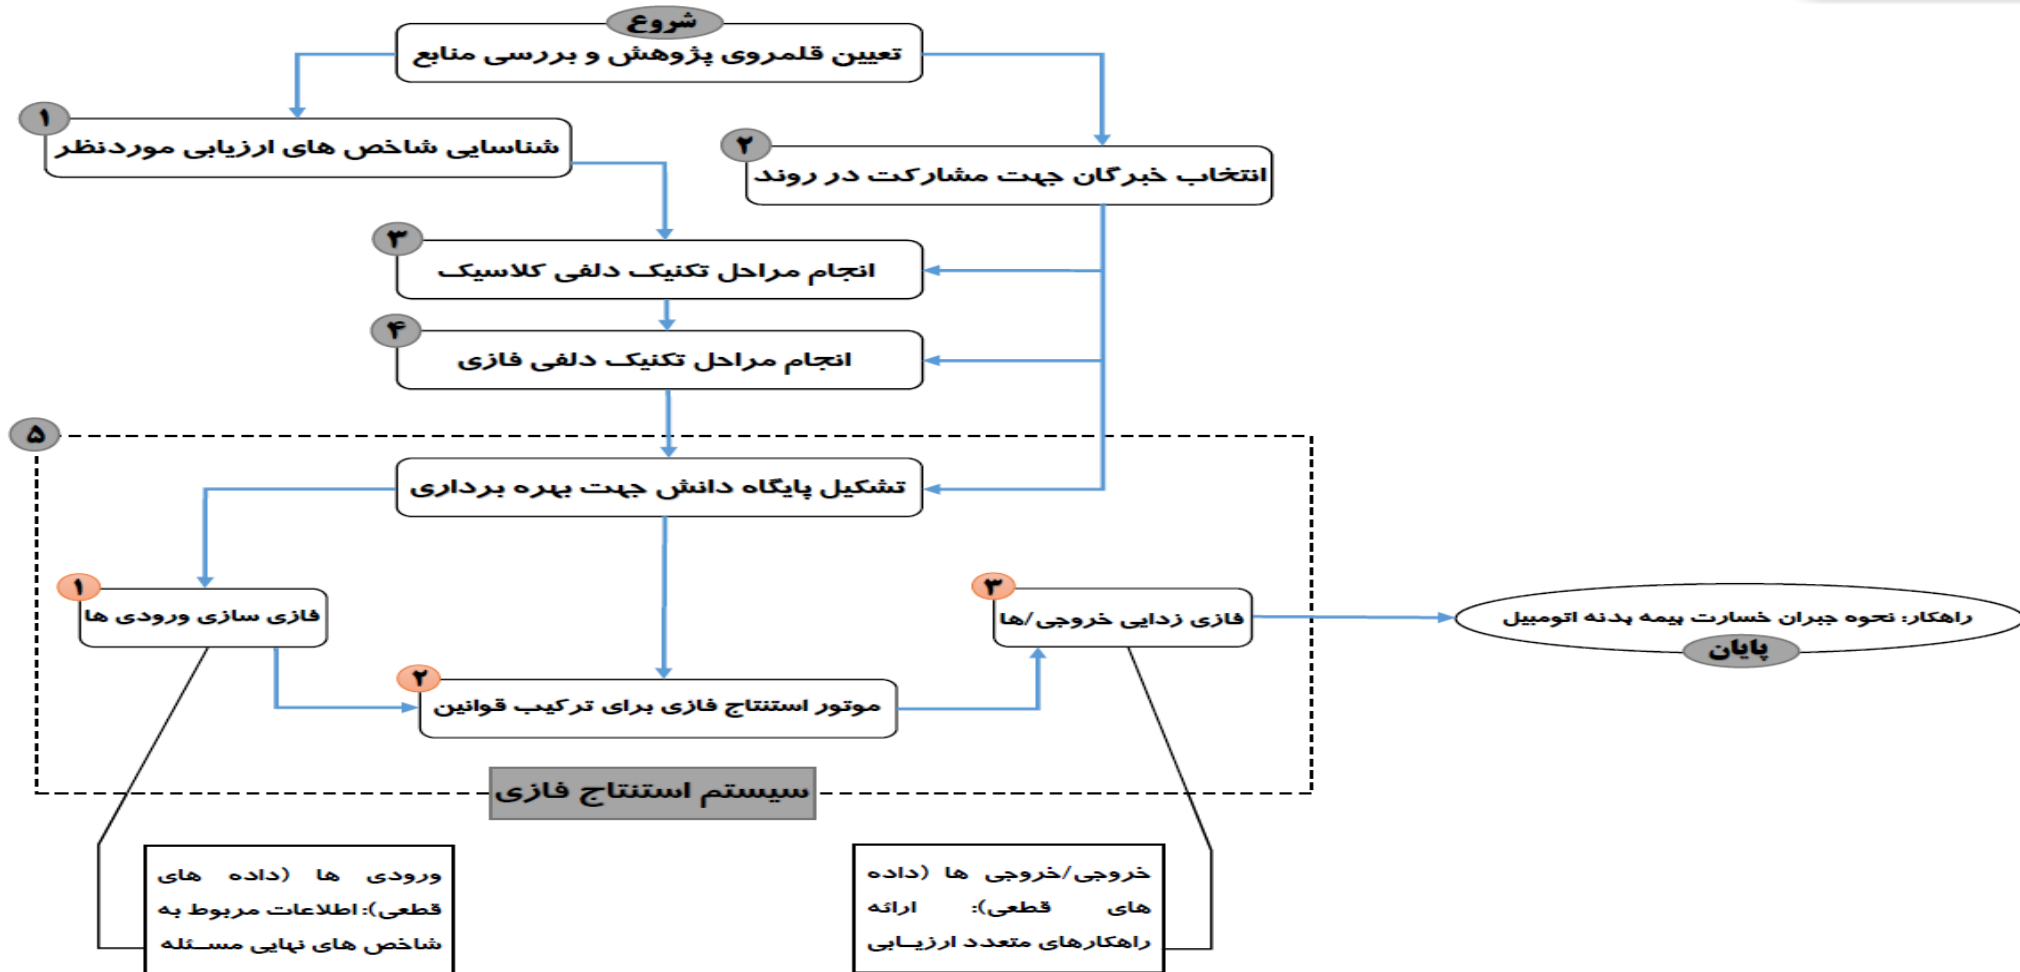 شروع
تعیین قلمروی پژوهش و بررسی منابع
۱
شناسایی شاخص های ارزیابی موردنظر
۲
انتخاب خبرگان جهت مشارکت در روند
۳
انجام مراحل تکنیک دلفی کلاسیک
۴
انجام مراحل تکنیک دلفی فازی
۵
تشکیل پایگاه دانش جهت بهره برداری
۱
فازی سازی ورودی ها
۲
موتور استنتاج فازی برای ترکیب قوانین
۳
فازی زدایی خروجی/ها
راهکار: نحوه جبران خسارت بیمه بدنه اتومبیل
پایان
سیستم استنتاج فازی
ورودی ها (داده های
قطعی): اطلاعات مربوط به
شاخص های نهایی مسئله
خروجی/خروجی ها (داده
های قطعی): ارائه
راهکارهای متعدد ارزیابی